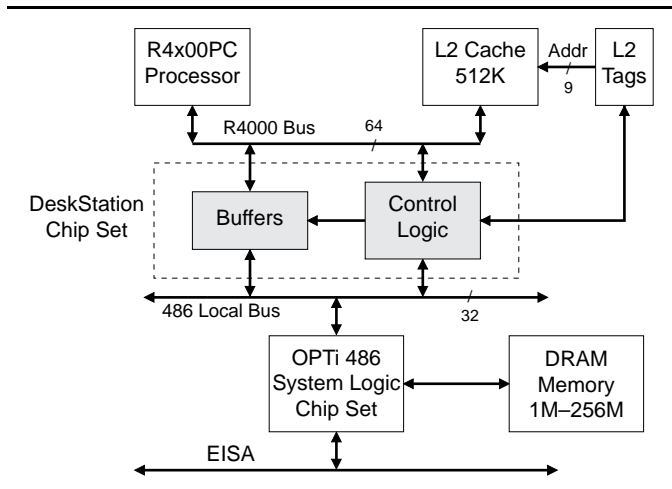 R4x00PC
Processor
L2 Cache
512K
Addr
9
L2
Tags
R4000 Bus
64
DeskStation
Chip Set
Buffers
Control
Logic
486 Local Bus
32
OPTi 486
System Logic
Chip Set
DRAM
Memory
1M–256M
EISA